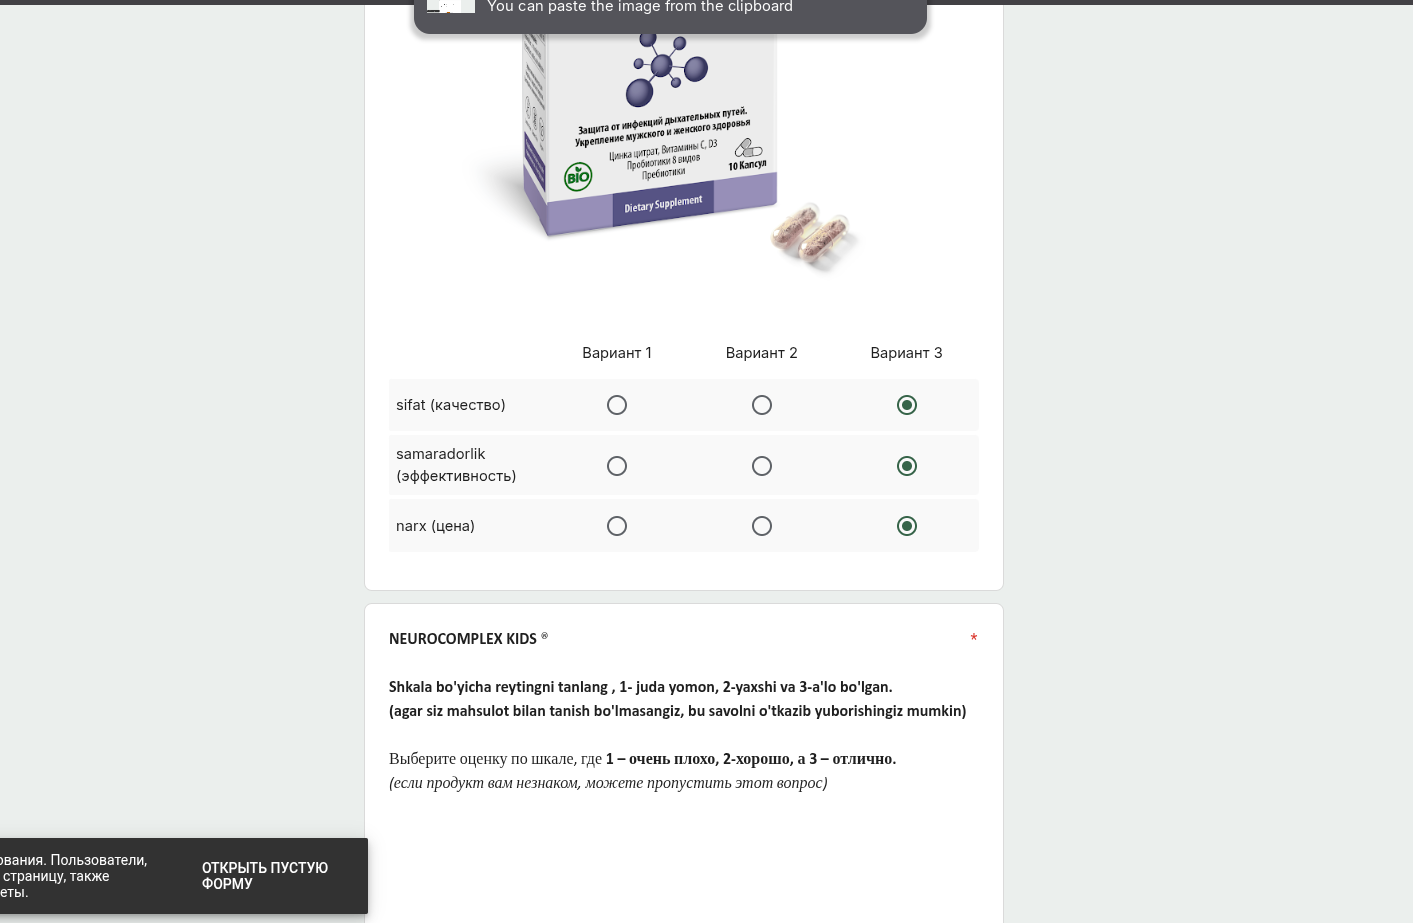 You can paste the image from the clipboard
Защита от инфекций дыхательных путей.
Укрепление мужского и женского здоровья
Цинка цитрат, Витамины С, D3
Пробиотики 8 видов
Пребиотики
10 Капсул
BIO
Dietary Supplement
Вариант 1 Вариант 2 Вариант 3
sifat (качество)
samaradorlik
(эффективность)
narx (цена)
NEUROCOMPLEX KIDS ® *
Shkala bo'yicha reytingni tanlang , 1- juda yomon, 2-yaxshi va 3-a'lo bo'lgan.
(agar siz mahsulot bilan tanish bo'lmasangiz, bu savolni o'tkazib yuborishingiz mumkin)
Выберите оценку по шкале, где 1 – очень плохо, 2-хорошо, а 3 – отлично.
(если продукт вам незнаком, можете пропустить этот вопрос)
ования. Пользователи,
страницу, также
еты.
ОТКРЫТЬ ПУСТУЮ
ФОРМУ